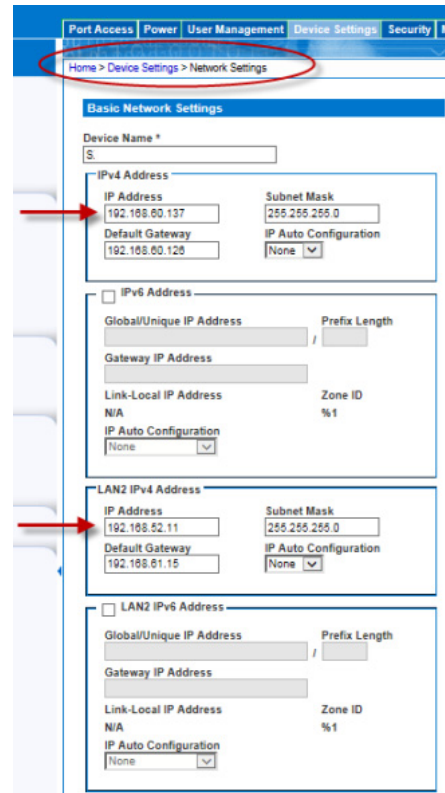 Port Access Power User Management Device Settings Security
Home > Device Settings > Network Settings
Basic Network Settings
Device Name *
S.
IPv4 Address
IP Address Subnet Mask
192.168.60.137 255.255.255.0
Default Gateway IP Auto Configuration
192.168.60.126 None
IPv6 Address
Global/Unique IP Address Prefix Length
/
Gateway IP Address
Link-Local IP Address Zone ID
N/A %1
IP Auto Configuration
None
LAN2 IPv4 Address
IP Address Subnet Mask
192.168.52.11 255.255.255.0
Default Gateway IP Auto Configuration
192.168.61.15 None
LAN2 IPv6 Address
Global/Unique IP Address Prefix Length
/
Gateway IP Address
Link-Local IP Address Zone ID
N/A %1
IP Auto Configuration
None